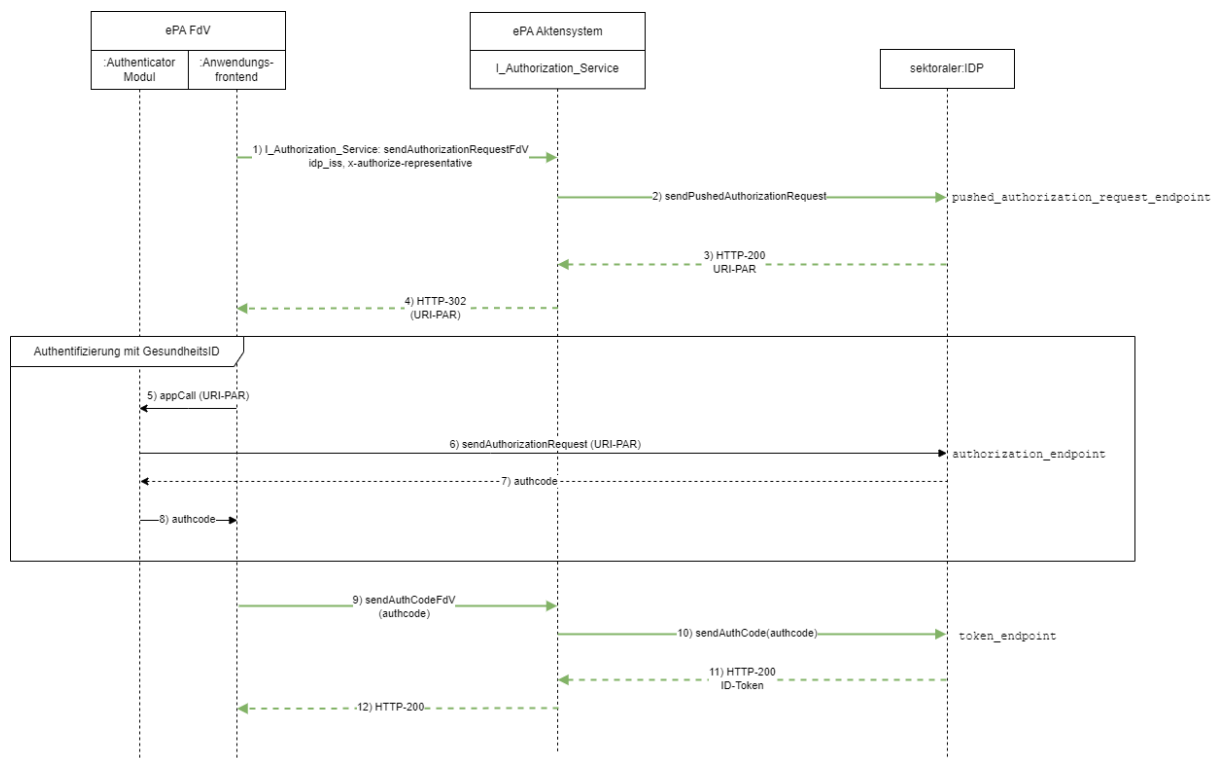 ePA FdV
:Authenticator
Modul
:Anwendungs-
frontend
ePA Aktensystem
I_Authorization_Service
sektoraler:IDP
1) I_Authorization_Service: sendAuthorizationRequestFdV
idp_iss, x-authorize-representative
2) sendPushedAuthorizationRequest
pushed_authorization_request_endpoint
3) HTTP-200
URI-PAR
4) HTTP-302
(URI-PAR)
Authentifizierung mit GesundheitsID
5) appCall (URI-PAR)
6) sendAuthorizationRequest (URI-PAR)
authorization_endpoint
7) authcode
8) authcode
9) sendAuthCodeFdV
(authcode)
10) sendAuthCode(authcode)
token_endpoint
11) HTTP-200
ID-Token
12) HTTP-200